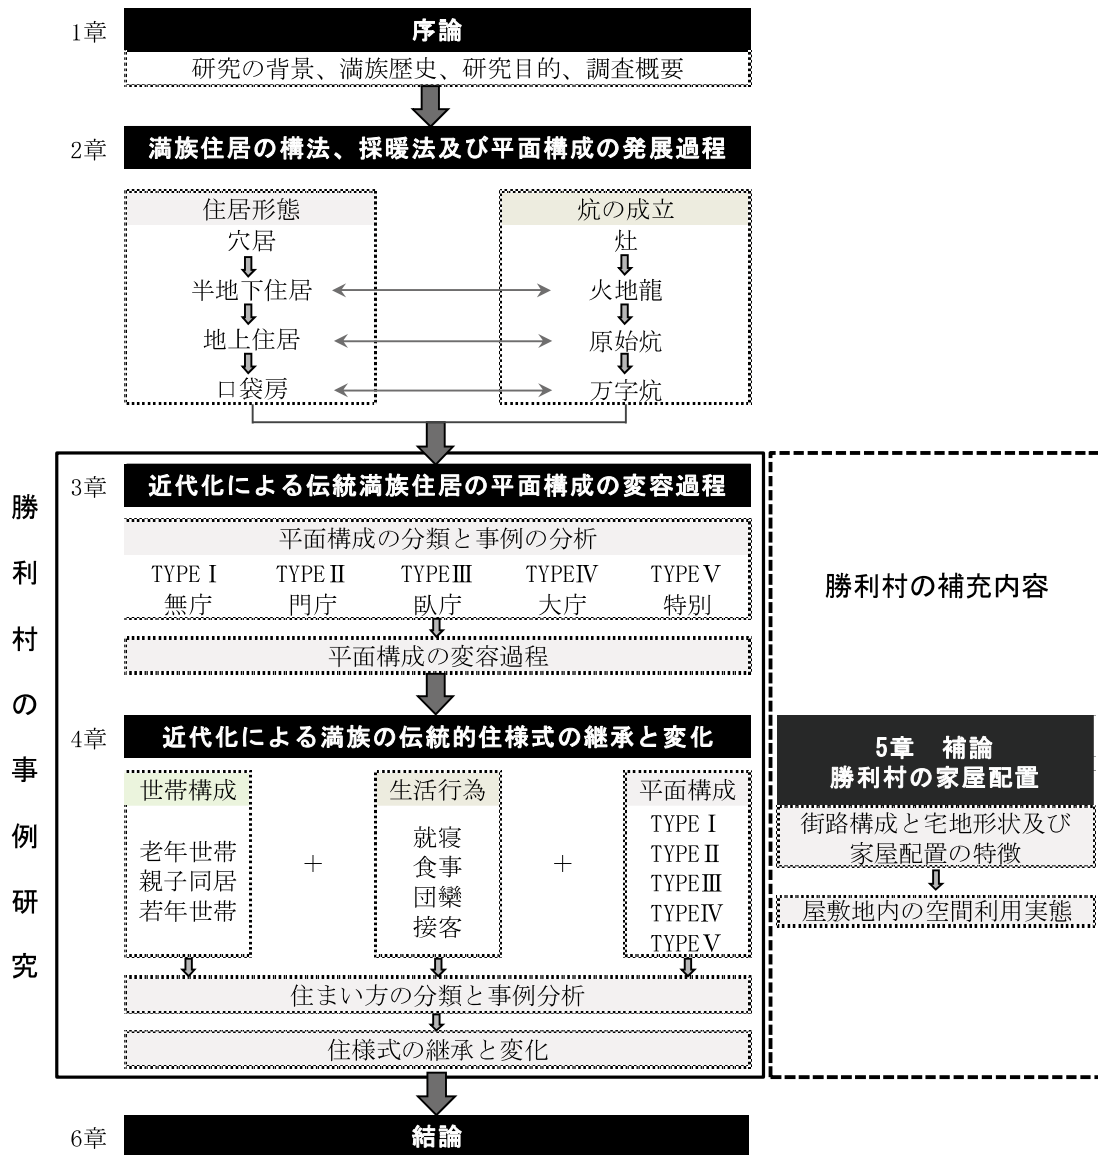 1章
序論
研究の背景、満族歴史、研究目的、調査概要
2章
満族住居の構法、採暖法及び平面構成の発展過程
住居形態
穴居
半地下住居
地上住居
口袋房
炕の成立
灶
火地龍
原始炕
万字炕
勝利村の事例研究
3章
近代化による伝統満族住居の平面構成の変容過程
平面構成の分類と事例の分析
TYPEⅠ TYPEⅡ TYPEⅢ TYPEⅣ TYPEⅤ
無庁 門庁 臥庁 大庁 特別
平面構成の変容過程
4章
近代化による満族の伝統的住様式の継承と変化
世帯構成
老年世帯
親子同居
若年世帯
+
生活行為
就寝
食事
団欒
接客
+
平面構成
TYPEⅠ
TYPEⅡ
TYPEⅢ
TYPEⅣ
TYPEⅤ
住まい方の分類と事例分析
住様式の継承と変化
勝利村の補充内容
5章 補論
勝利村の家屋配置
街路構成と宅地形状及び
家屋配置の特徴
屋敷地内の空間利用実態
6章
結論